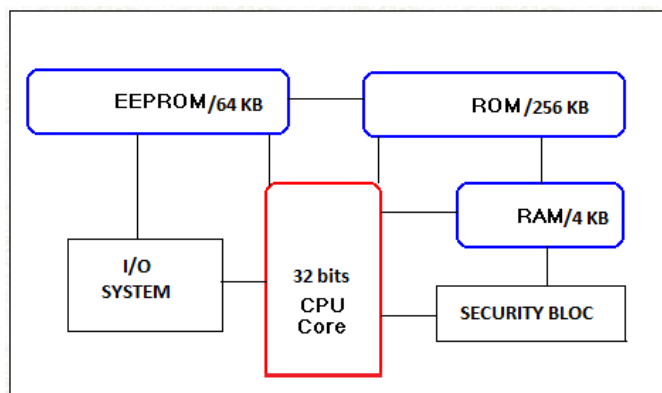 EEPROM/64 KB
ROM/256 KB
RAM/4 KB
I/O
SYSTEM
32 bits
CPU
Core
SECURITY BLOC